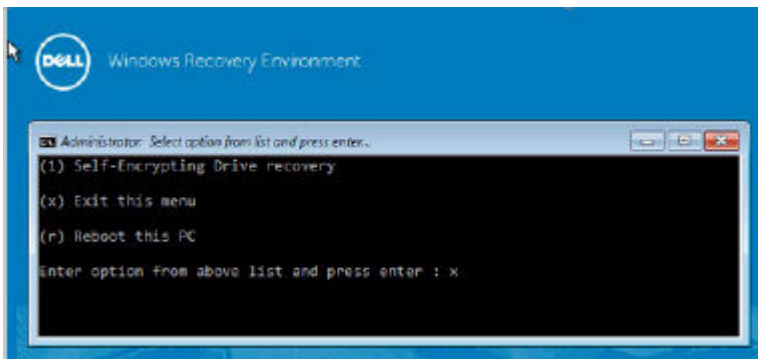 DELL
Windows Recovery Environment
Administrator: Select option from list and press enter..
(1) Self-Encrypting Drive recovery
(x) Exit this menu
(r) Reboot this PC
Enter option from above list and press enter : x